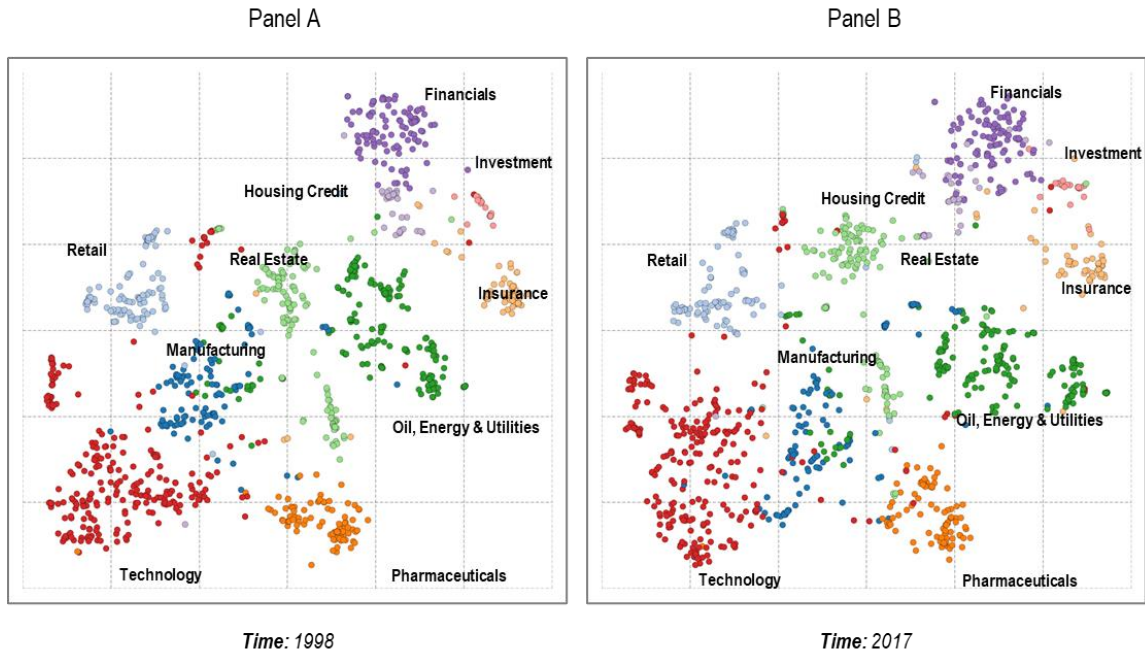 Panel A
Panel B
Financials
Investment
Housing Credit
Retail
Real Estate
Insurance
Manufacturing
Oil, Energy & Utilities
Technology
Pharmaceuticals
Financials
Investment
Housing Credit
Retail
Real Estate
Insurance
Manufacturing
Oil, Energy & Utilities
Technology
Pharmaceuticals
Time: 1998
Time: 2017